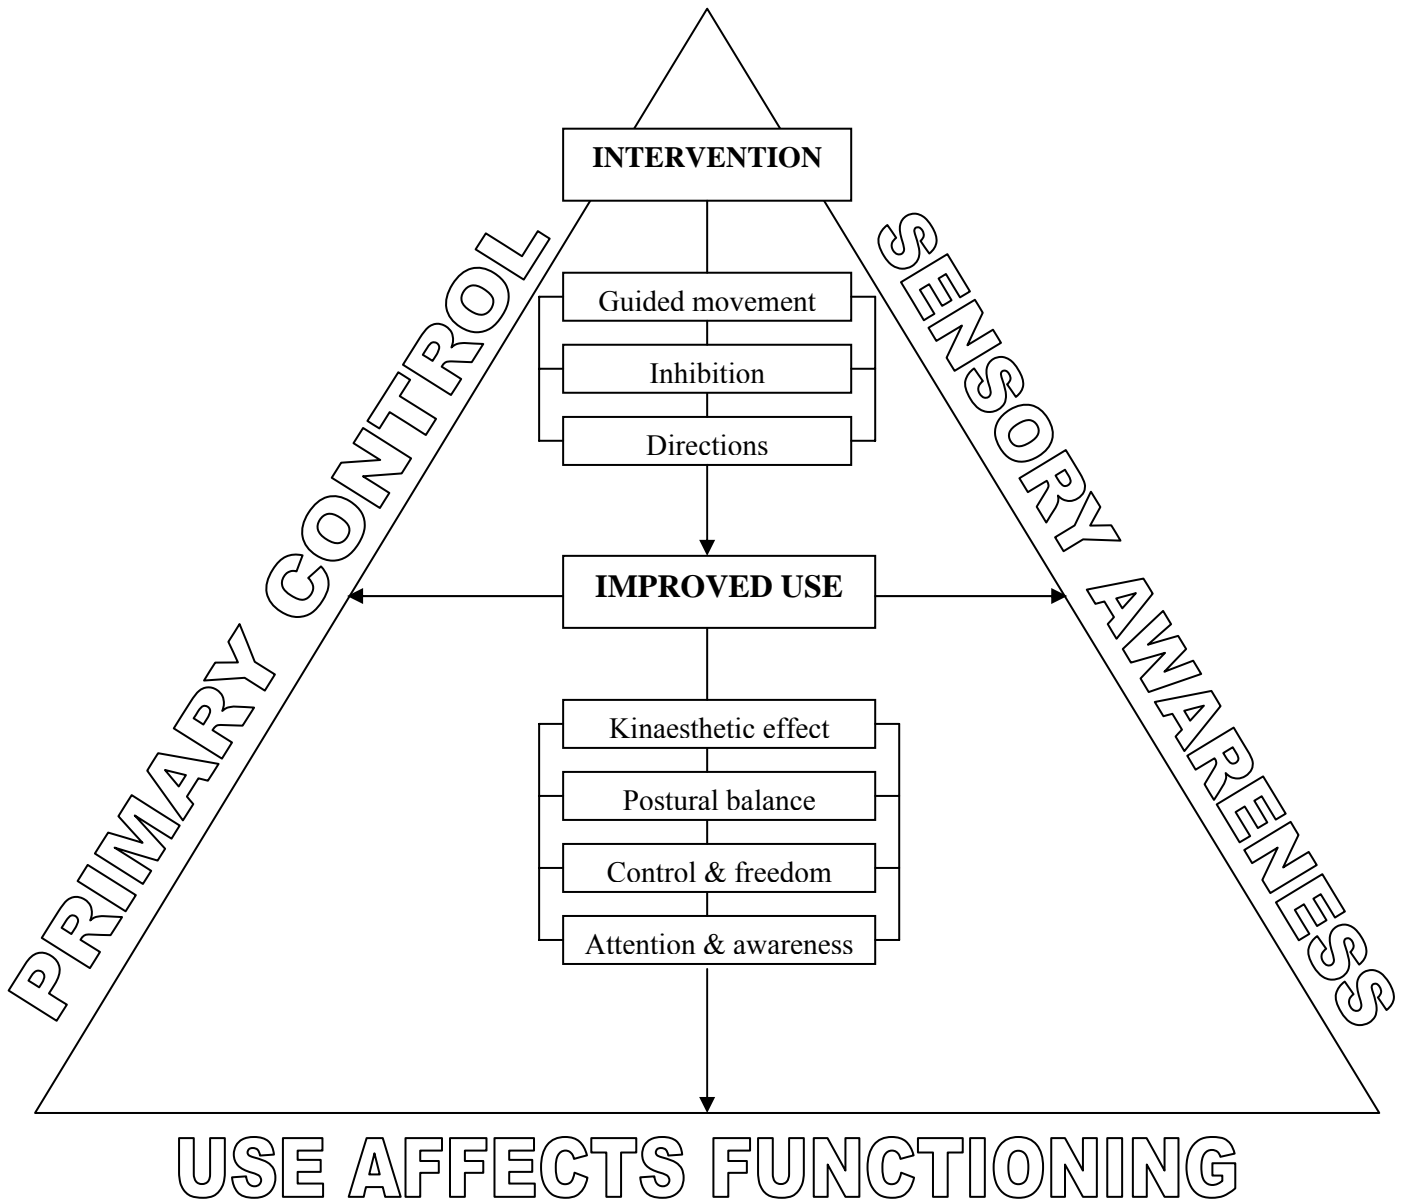 INTERVENTION
PRIMARY CONTROL
SENSORY AWARENESS
Guided movement
Inhibition
Directions
IMPROVED USE
Kinaesthetic effect
Postural balance
Control & freedom
Attention & awareness
USE AFFECTS FUNCTIONING